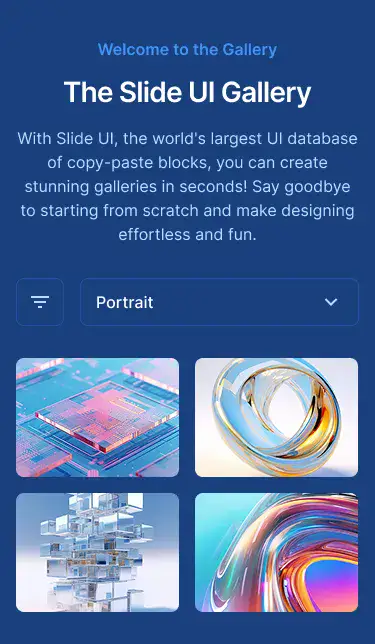 Welcome to the Gallery
The Slide UI Gallery
With Slide UI, the world's largest UI database
of copy-paste blocks, you can create
stunning galleries in seconds! Say goodbye
to starting from scratch and make designing
effortless and fun.
Portrait